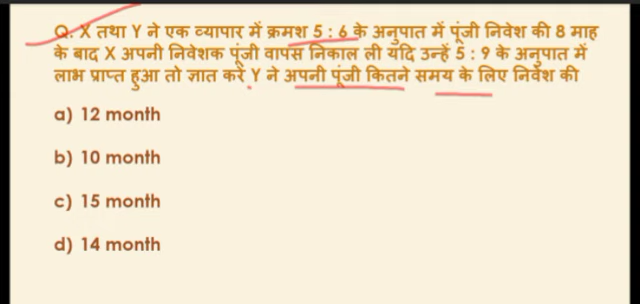 Q. X तथा Y ने एक व्यापार में क्रमश 5 : 6 के अनुपात में पूंजी निवेश की 8 माह
के बाद X अपनी निवेशक पूंजी वापस निकाल ली यदि उन्हें 5 : 9 के अनुपात में
लाभ प्राप्त हुआ तो ज्ञात करें Y ने अपनी पूंजी कितने समय के लिए निवेश की
a) 12 month
b) 10 month
c) 15 month
d) 14 month